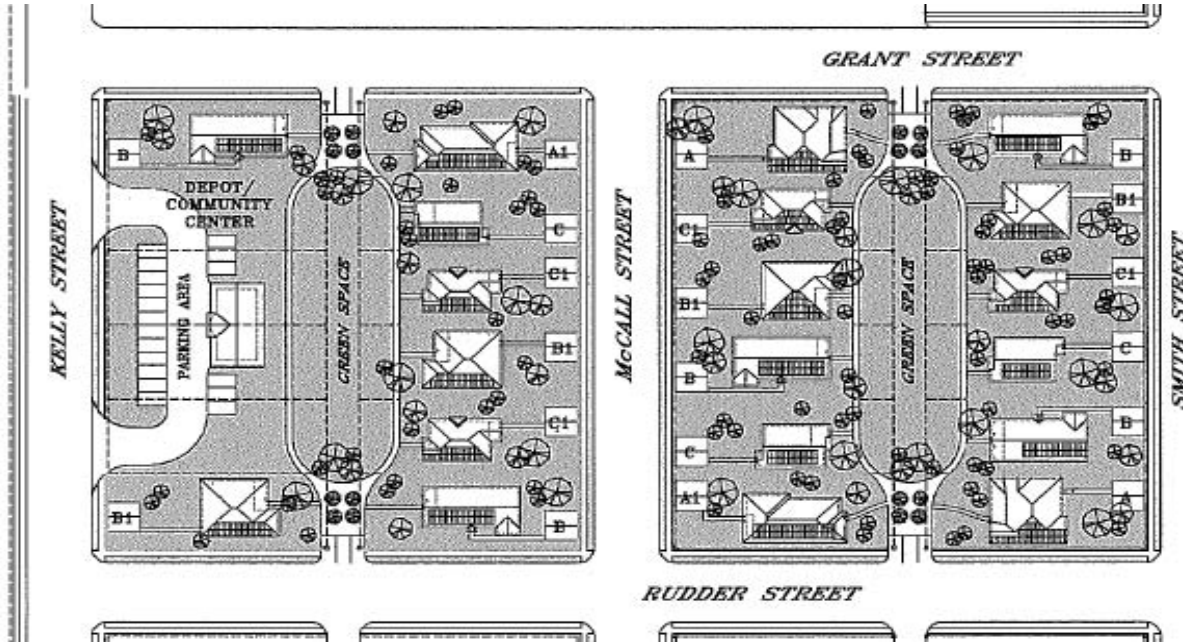 GRANT STREET
B
DEPOT/
COMMUNITY
CENTER
KELLY STREET
PARKING AREA
GREEN SPACE
B1
A1
C
C1
B1
C1
B
McCALL STREET
A
C1
B1
B
C
A1
GREEN SPACE
B
B1
C1
C
B
A
SMITH STREET
RUDDER STREET